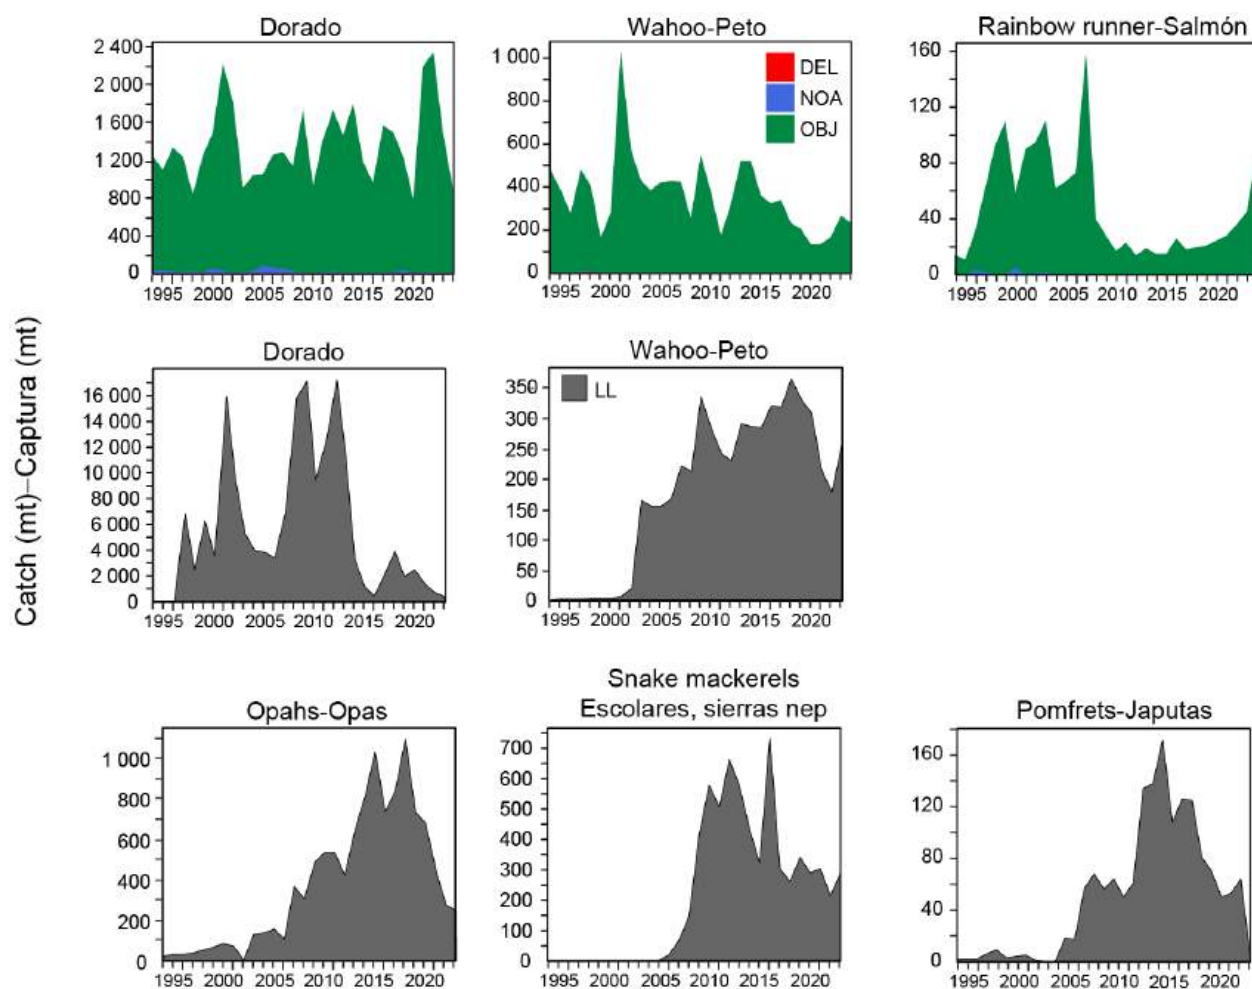 Catch (mt)–Captura (mt)
Dorado
2 400
2 000
1 600
1 200
800
400
0
1995 2000 2005 2010 2015 2020
Wahoo-Peto
1 000
800
600
400
200
0
DEL
NOA
OBJ
1995 2000 2005 2010 2015 2020
Rainbow runner-Salmón
160
120
80
40
0
1995 2000 2005 2010 2015 2020
Dorado
16 000
14 000
12 000
10 000
80 00
6 000
4 000
2 000
0
1995 2000 2005 2010 2015 2020
Wahoo-Peto
350
300
250
200
150
100
50
0
LL
1995 2000 2005 2010 2015 2020
Opahs-Opas
1 000
800
600
400
200
0
1995 2000 2005 2010 2015 2020
Snake mackerels
Escolares, sierras nep
700
600
500
400
300
200
100
0
1995 2000 2005 2010 2015 2020
Pomfrets-Japutas
160
120
80
40
0
1995 2000 2005 2010 2015 2020